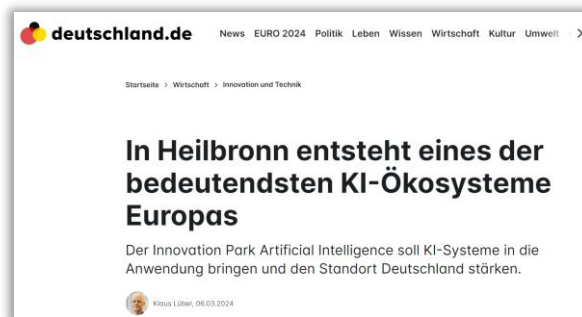 deutschland.de
News EURO 2024 Politik Leben Wissen Wirtschaft Kultur Umwelt
Startseite > Wirtschaft > Innovation und Technik
In Heilbronn entsteht eines der
bedeutendsten KI-Ökosysteme
Europas
Der Innovation Park Artificial Intelligence soll KI-Systeme in die
Anwendung bringen und den Standort Deutschland stärken.
Klaus Lüber, 06.03.2024